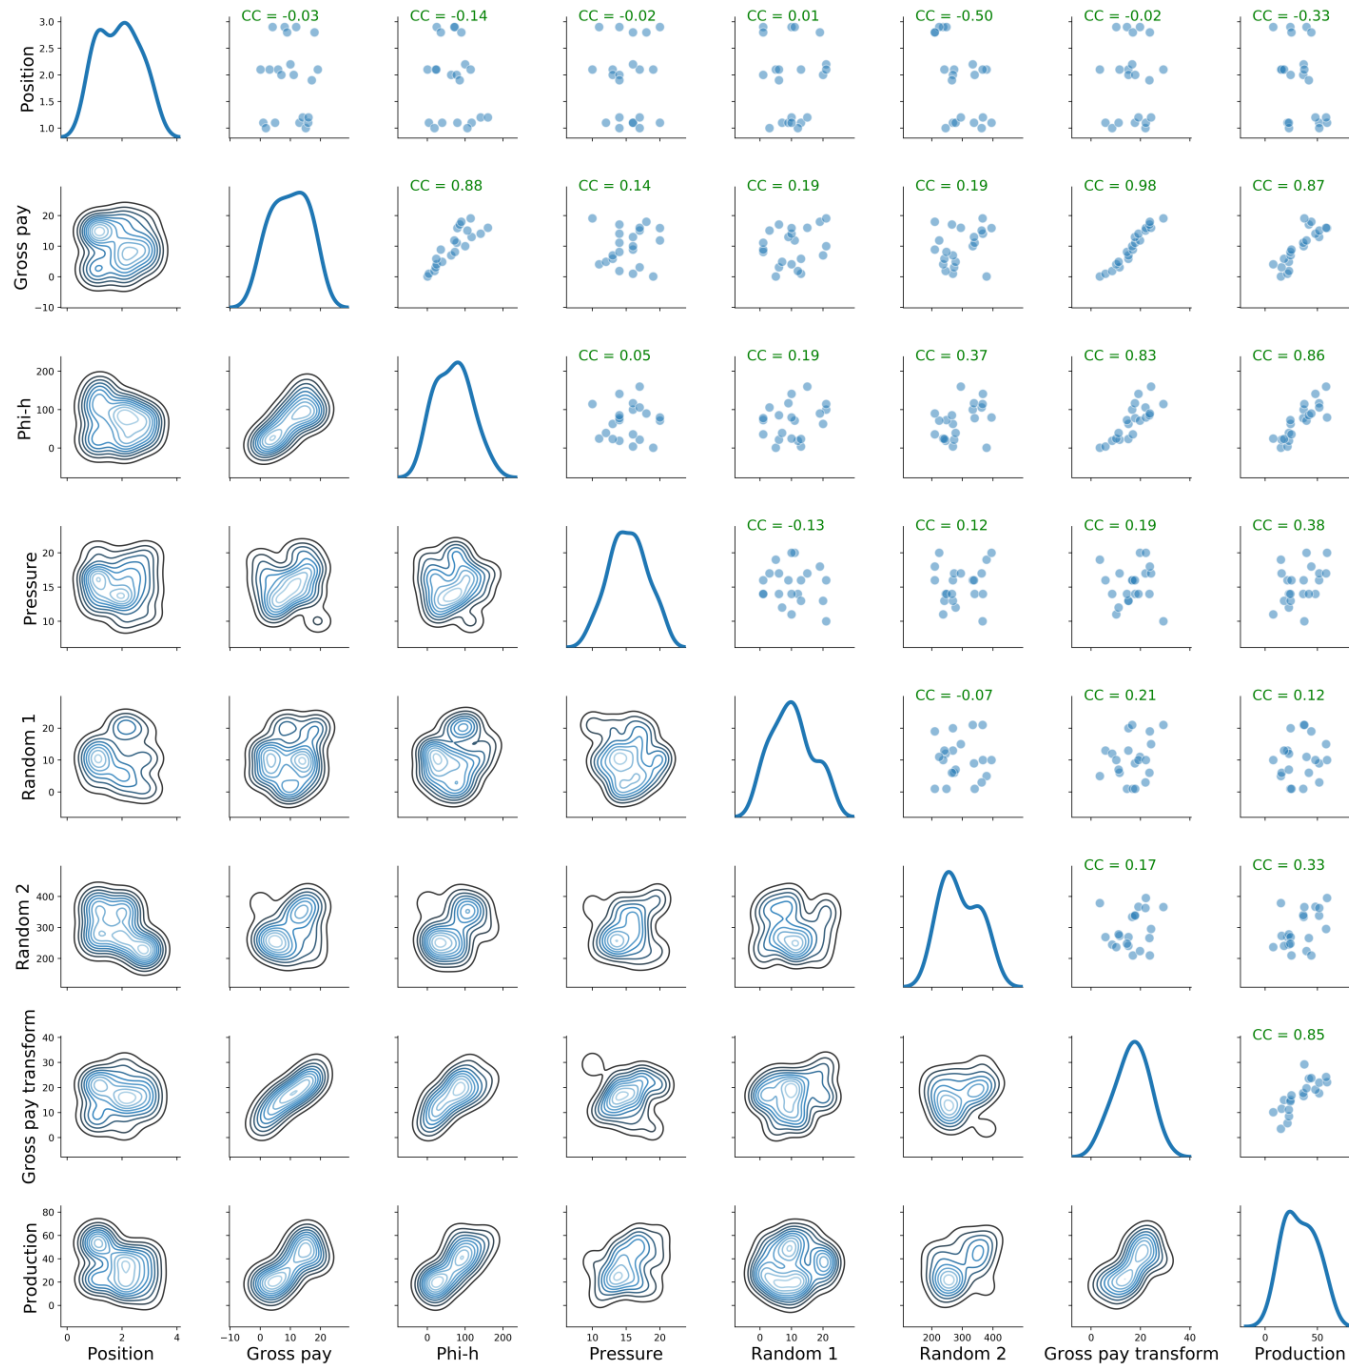 CC = -0.03 CC = -0.14 CC = -0.02 CC = 0.01 CC = -0.50 CC = -0.02 CC = -0.33
3.0
2.5
2.0
1.5
1.0
Position
CC = 0.88 CC = 0.14 CC = 0.19 CC = 0.19 CC = 0.98 CC = 0.87
20
10
0
−10
Gross pay
CC = 0.05 CC = 0.19 CC = 0.37 CC = 0.83 CC = 0.86
200
100
0
Phi-h
CC = -0.13 CC = 0.12 CC = 0.19 CC = 0.38
20
15
10
Pressure
CC = -0.07 CC = 0.21 CC = 0.12
20
10
0
Random 1
CC = 0.17 CC = 0.33
400
300
200
Random 2
CC = 0.85
40
30
20
10
0
Gross pay transform
80
60
40
20
0
Production
0 2 4 −10 0 10 20 0 100 200 10 15 20 0 10 20 200 300 400 0 20 40 0 50
Position Gross pay Phi-h Pressure Random 1 Random 2 Gross pay transform Production